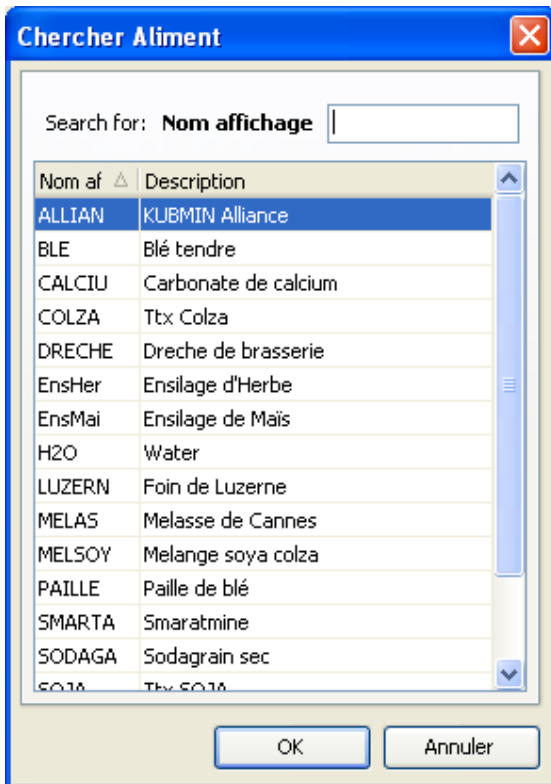 Chercher Aliment
Search for: Nom affichage
Nom af Description
ALLIAN KUBMIN Alliance
BLE Blé tendre
CALCIU Carbonate de calcium
COLZA Ttx Colza
DRECHE Dreche de brasserie
EnsHer Ensilage d'Herbe
EnsMai Ensilage de Maïs
H2O Water
LUZERN Foin de Luzerne
MELAS Melasse de Cannes
MELSOY Melange soya colza
PAILLE Paille de blé
SMARTA Smaratmine
SODAGA Sodagrain sec
SOJA Ttx SOJA
OK Annuler